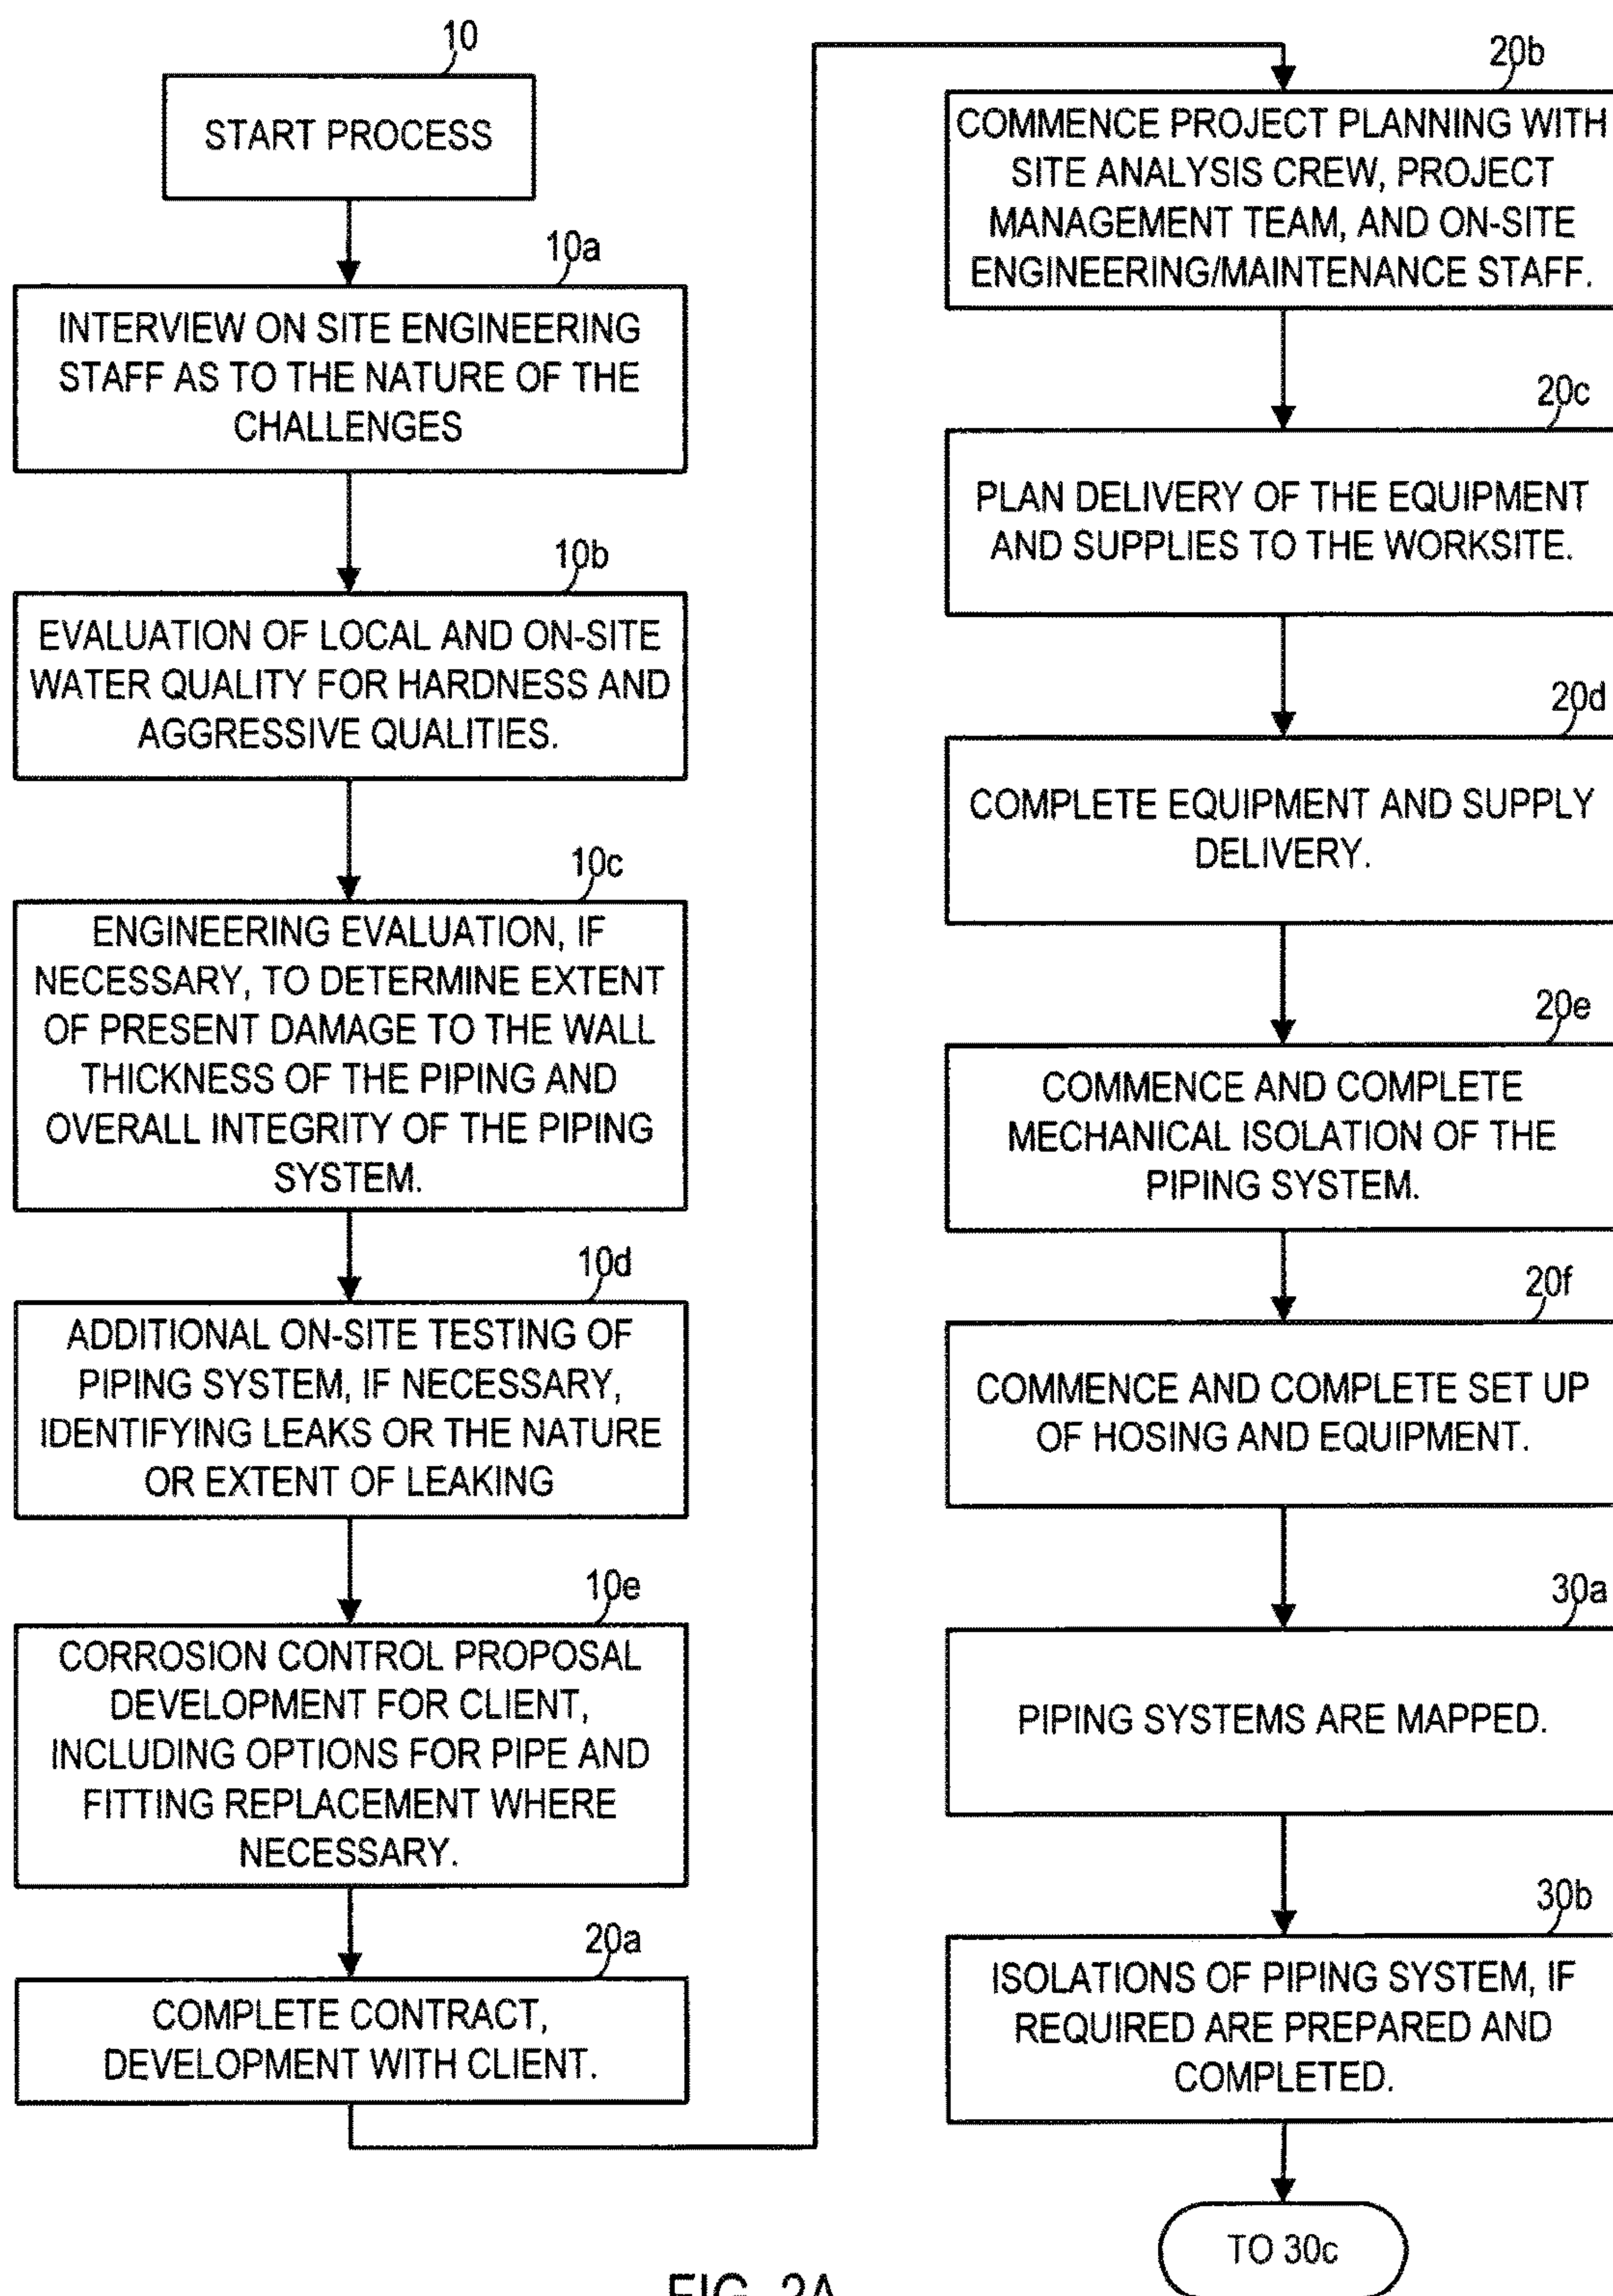 10
START PROCESS
10a
INTERVIEW ON SITE ENGINEERING
STAFF AS TO THE NATURE OF THE
CHALLENGES
10b
EVALUATION OF LOCAL AND ON-SITE
WATER QUALITY FOR HARDNESS AND
AGGRESSIVE QUALITIES.
10c
ENGINEERING EVALUATION, IF
NECESSARY, TO DETERMINE EXTENT
OF PRESENT DAMAGE TO THE WALL
THICKNESS OF THE PIPING AND
OVERALL INTEGRITY OF THE PIPING
SYSTEM.
10d
ADDITIONAL ON-SITE TESTING OF
PIPING SYSTEM, IF NECESSARY,
IDENTIFYING LEAKS OR THE NATURE
OR EXTENT OF LEAKING
10e
CORROSION CONTROL PROPOSAL
DEVELOPMENT FOR CLIENT,
INCLUDING OPTIONS FOR PIPE AND
FITTING REPLACEMENT WHERE
NECESSARY.
20a
COMPLETE CONTRACT,
DEVELOPMENT WITH CLIENT.
20b
COMMENCE PROJECT PLANNING WITH
SITE ANALYSIS CREW, PROJECT
MANAGEMENT TEAM, AND ON-SITE
ENGINEERING/MAINTENANCE STAFF.
20c
PLAN DELIVERY OF THE EQUIPMENT
AND SUPPLIES TO THE WORKSITE.
20d
COMPLETE EQUIPMENT AND SUPPLY
DELIVERY.
20e
COMMENCE AND COMPLETE
MECHANICAL ISOLATION OF THE
PIPING SYSTEM.
20f
COMMENCE AND COMPLETE SET UP
OF HOSING AND EQUIPMENT.
30a
PIPING SYSTEMS ARE MAPPED.
30b
ISOLATIONS OF PIPING SYSTEM, IF
REQUIRED ARE PREPARED AND
COMPLETED.
TO 30c
FIG. 2A